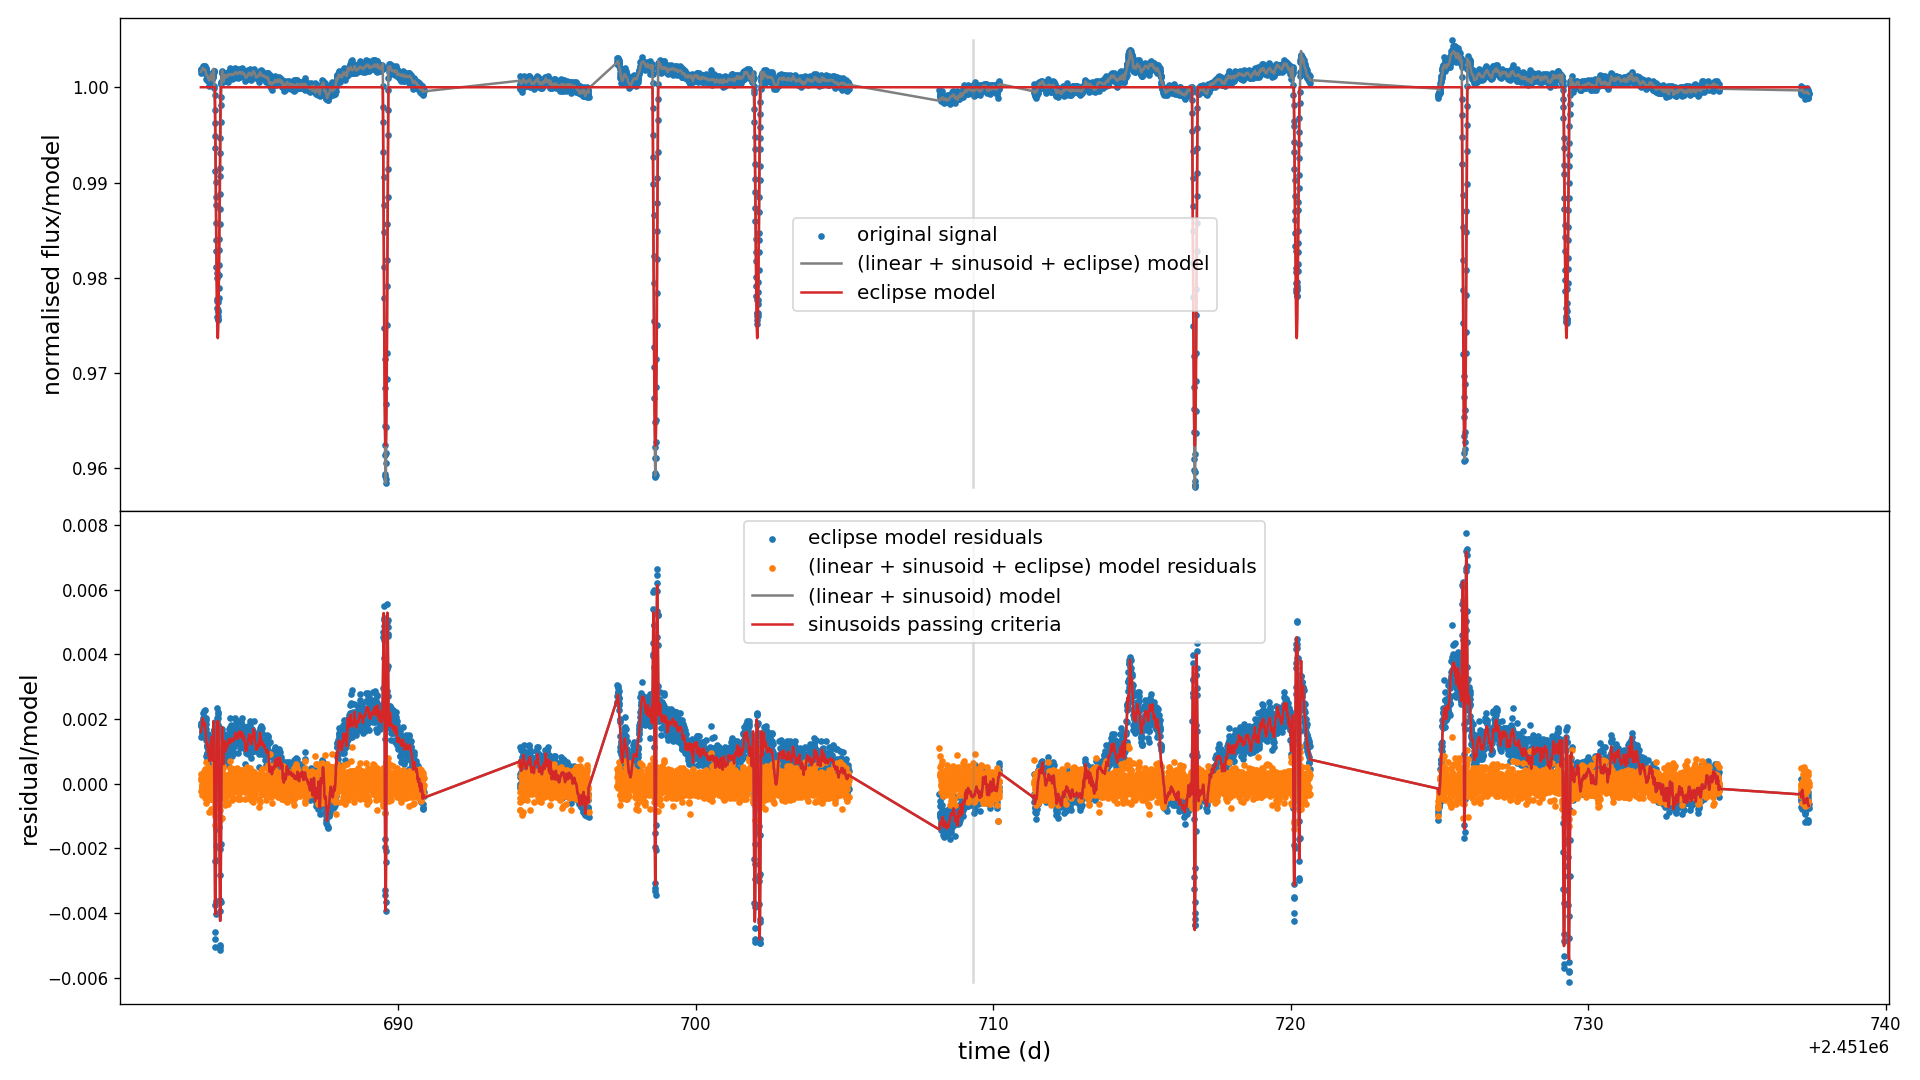 normalised flux/model
1.00
0.99
0.98
0.97
0.96
original signal
(linear + sinusoid + eclipse) model
eclipse model
residual/model
0.008
0.006
0.004
0.002
0.000
−0.002
−0.004
−0.006
eclipse model residuals
(linear + sinusoid + eclipse) model residuals
(linear + sinusoid) model
sinusoids passing criteria
690 700 710 720 730 740
time (d)
+2.451e6